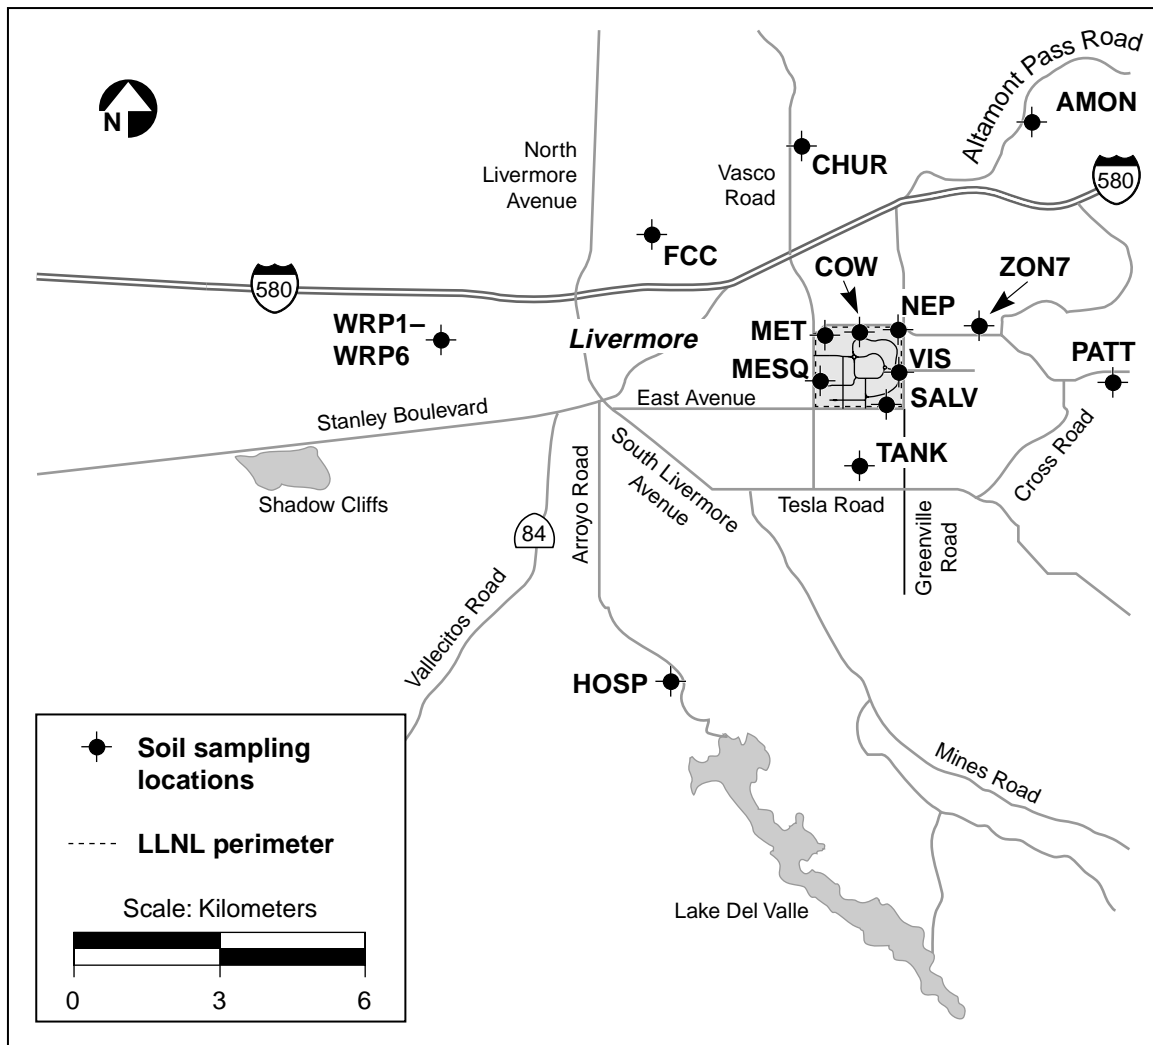 Altamont Pass Road
AMON
N
North
Livermore
Avenue
Vasco
Road
CHUR
580
FCC
COW
ZON7
580
NEP
WRP1–
WRP6
Livermore
MET
PATT
VIS
MESQ
SALV
East Avenue
Stanley Boulevard
TANK
Cross Road
South Livermore
Avenue
Shadow Cliffs
Tesla Road
Arroyo Road
84
Greenville
Road
Vallecitos Road
HOSP
Soil sampling
locations
Mines Road
LLNL perimeter
Scale: Kilometers
Lake Del Valle
0 3 6